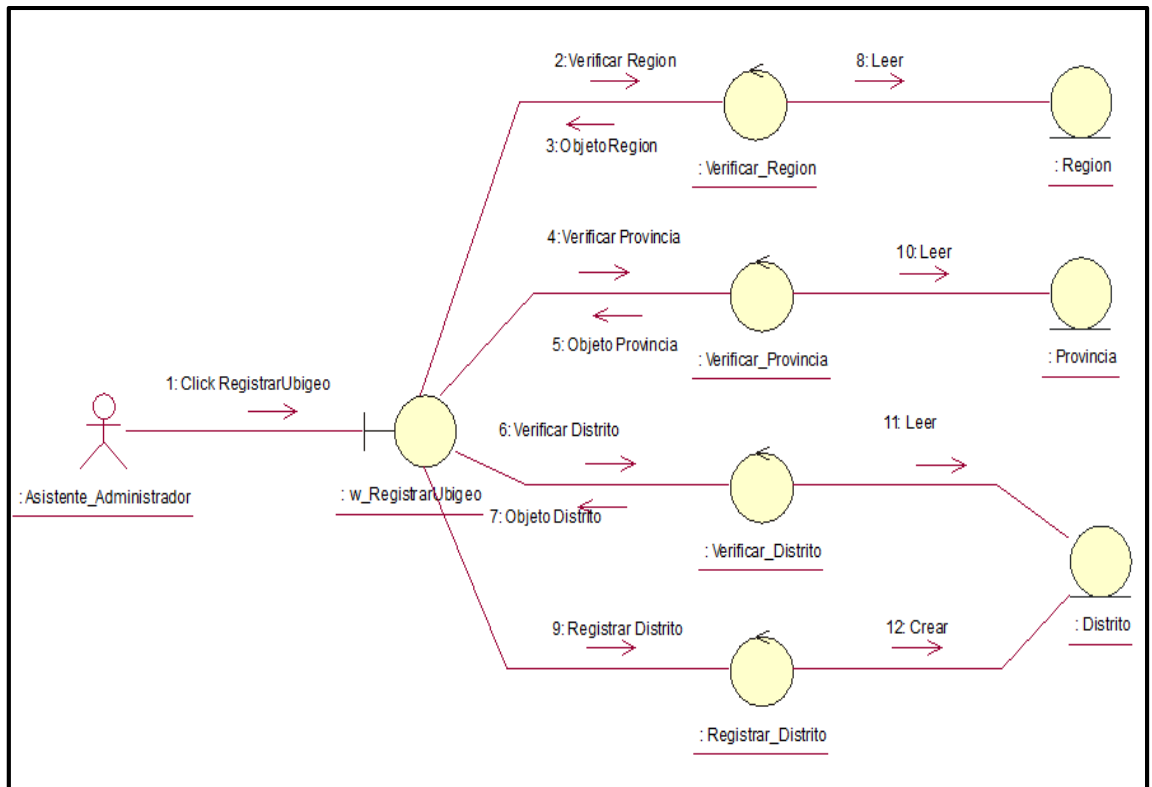 2:Verificar Region
8:Leer
3:ObjetoRegion
: Verificar_Region
: Region
4:Verificar Provincia
10:Leer
5: Objeto Provincia
: Verificar_Provincia
: Provincia
1:Click RegistrarUbigeo
6:Verificar Distrito
11: Leer
: Asistente_Administrador
: w_RegistrarUbigeo
7: Objeto Distrito
: Verificar_Distrito
9: Registrar Distrito
12: Crear
: Distrito
: Registrar_Distrito